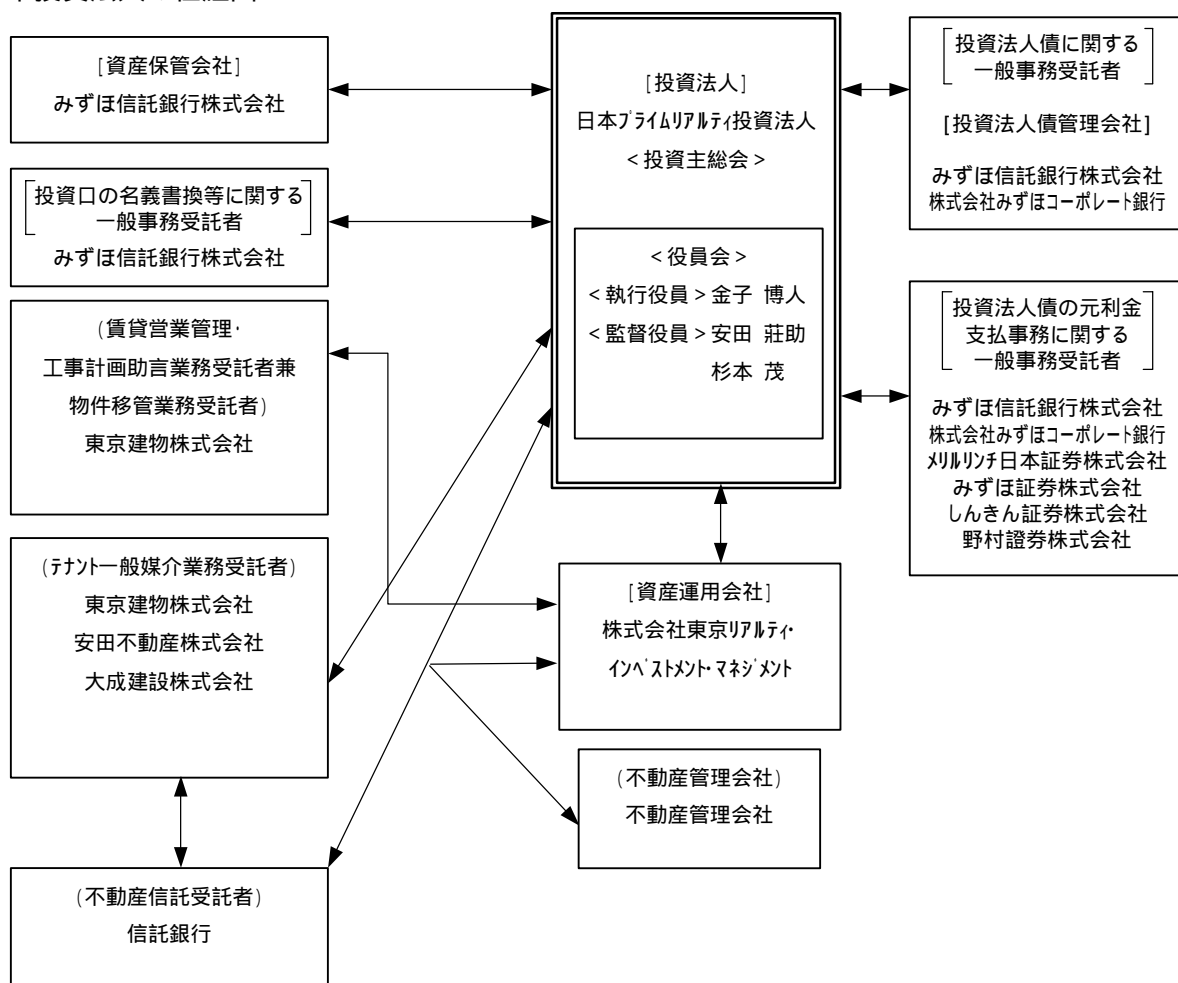 [資産保管会社]
みずほ信託銀行株式会社
投資口の名義書換等に関する
一般事務受託者
みずほ信託銀行株式会社
(賃貸営業管理･
工事計画助言業務受託者兼
物件移管業務受託者)
東京建物株式会社
(ﾃﾅﾝﾄ一般媒介業務受託者)
東京建物株式会社
安田不動産株式会社
大成建設株式会社
(不動産信託受託者)
信託銀行
[投資法人]
日本ﾌﾟﾗｲﾑﾘｱﾙﾃｨ投資法人
<投資主総会>
<役員会>
<執行役員>金子 博人
<監督役員>安田 莊助
杉本 茂
[資産運用会社]
株式会社東京ﾘｱﾙﾃｨ･
ｲﾝﾍﾞｽﾄﾒﾝﾄ･ﾏﾈｼﾞﾒﾝﾄ
(不動産管理会社)
不動産管理会社
投資法人債に関する
一般事務受託者
[投資法人債管理会社]
みずほ信託銀行株式会社
株式会社みずほｺｰﾎﾟﾚｰﾄ銀行
投資法人債の元利金
支払事務に関する
一般事務受託者
みずほ信託銀行株式会社
株式会社みずほｺｰﾎﾟﾚｰﾄ銀行
ﾒﾘﾙﾘﾝﾁ日本証券株式会社
みずほ証券株式会社
しんきん証券株式会社
野村證券株式会社